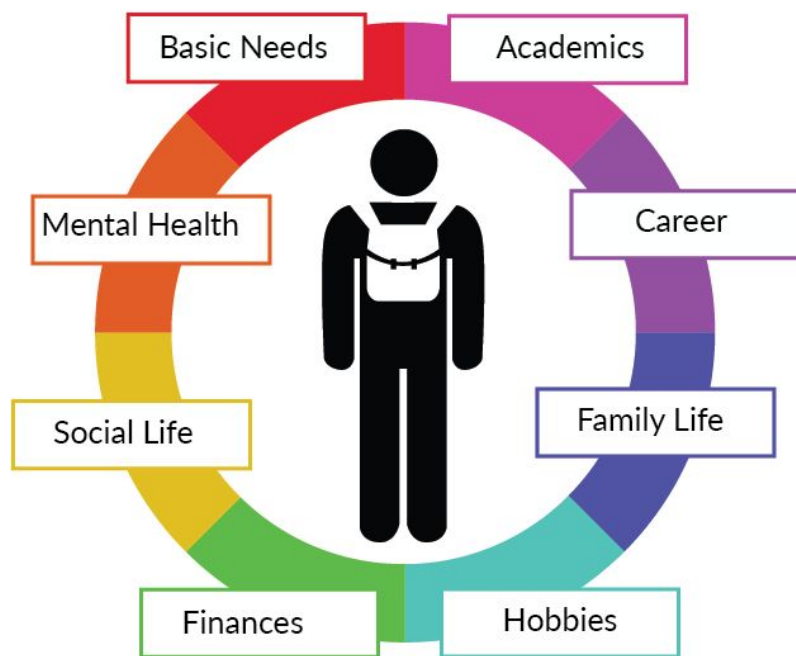 Basic Needs
Academics
Mental Health
Career
Social Life
Family Life
Finances
Hobbies